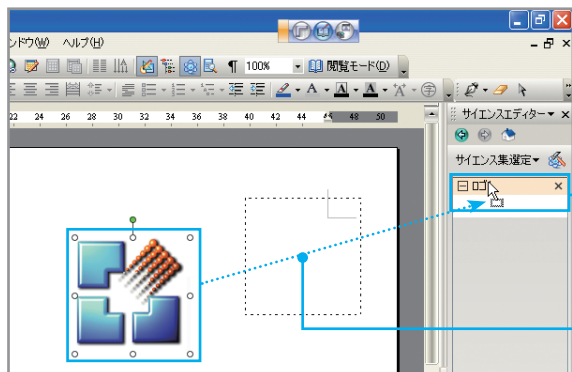 ンドウ(W) ヘルプ(H)
¶ 100% 閲覧モード(D)
A A A
22 24 26 28 30 32 34 36 38 40 42 44 46 48 50
サイエンスエディター
サイエンス集選定
ロゴ